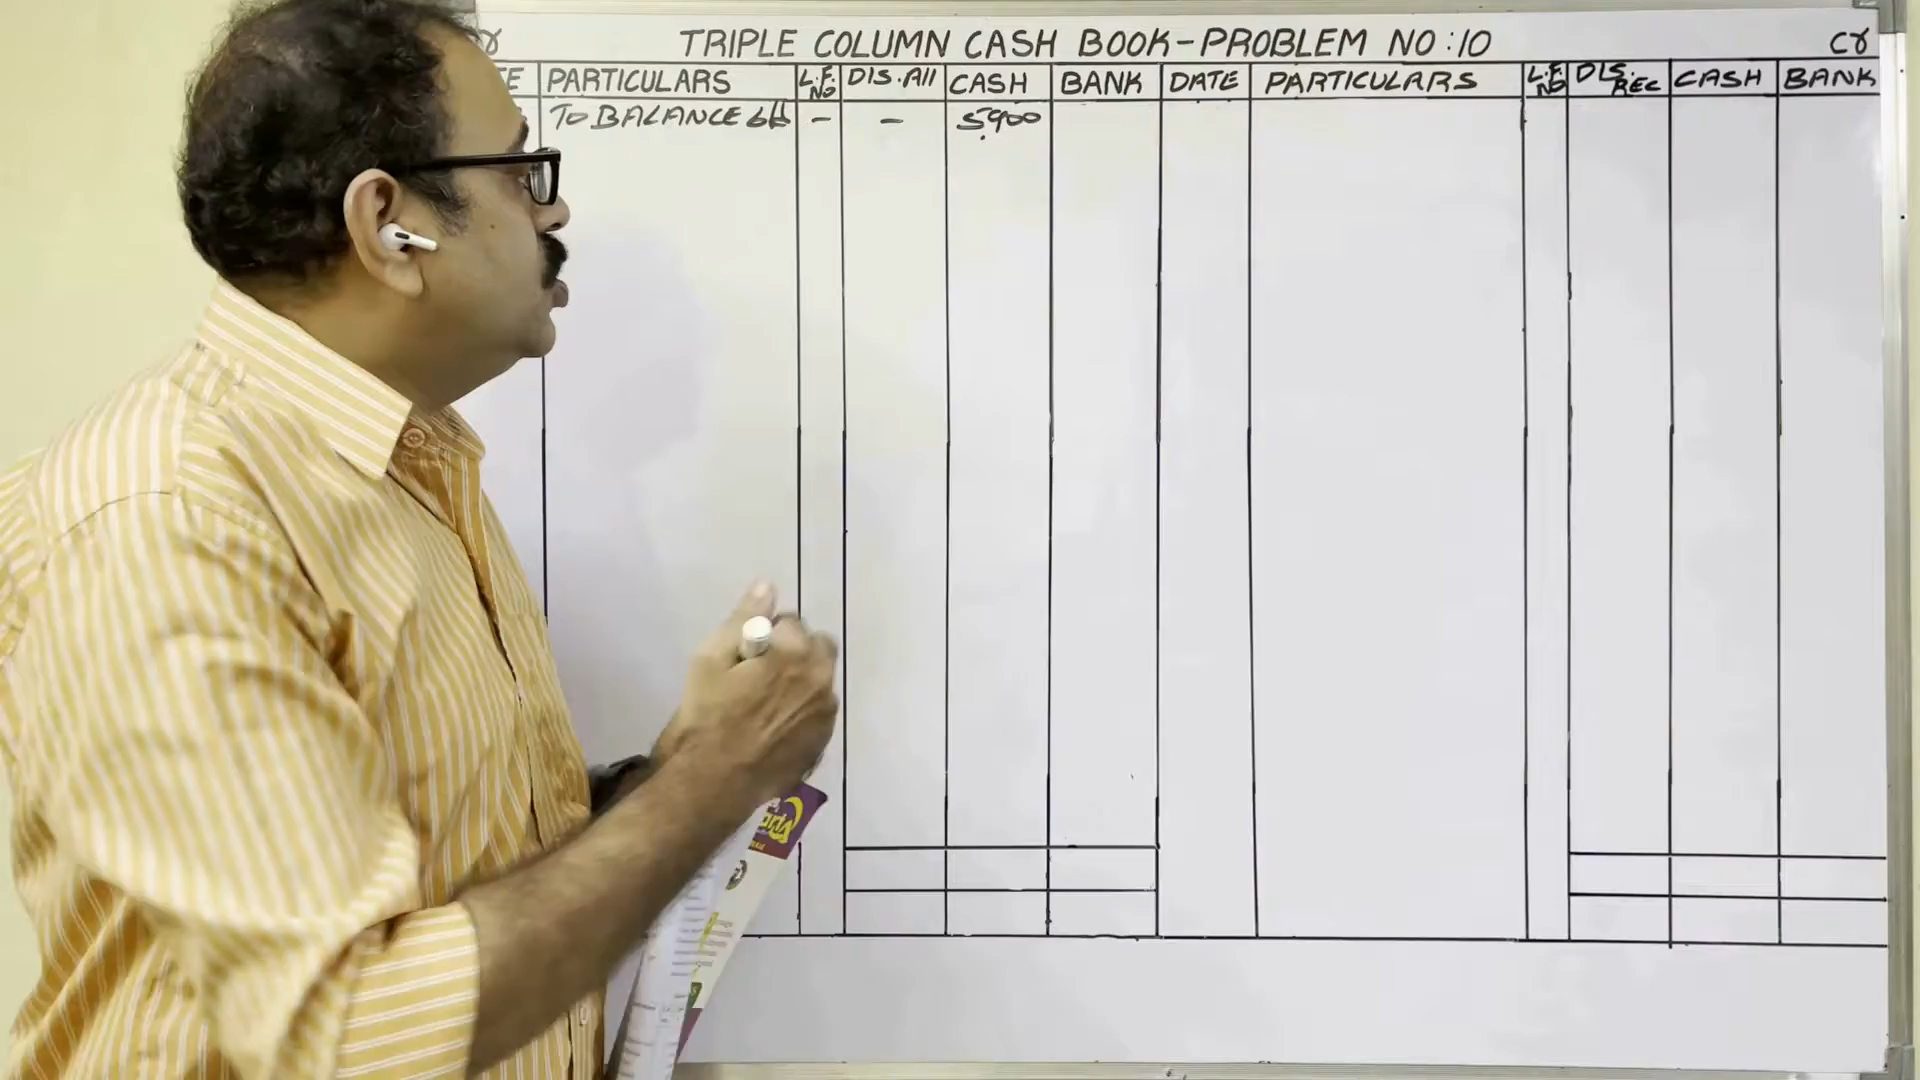 TRIPLE COLUMN CASH BOOK-PROBLEM NO:10 Cr
PARTICULARS L.F. NO DIS.All CASH BANK DATE PARTICULARS L.F. NO DIS. REC CASH BANK
TO BALANCE b/d - - 5900